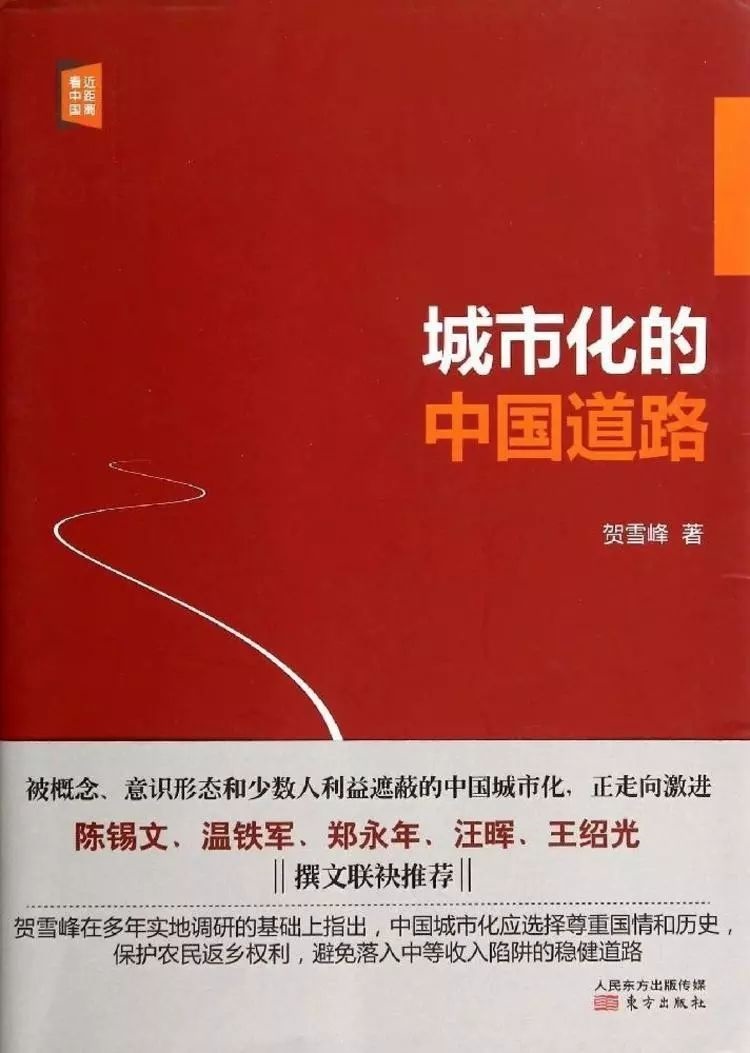 近距离
看中国
城市化的
中国道路
贺雪峰 著
被概念、意识形态和少数人利益遮蔽的中国城市化，正走向激进
陈锡文、温铁军、郑永年、汪晖、王绍光
||撰文联袂推荐||
贺雪峰在多年实地调研的基础上指出，中国城市化应选择尊重国情和历史，
保护农民返乡权利，避免落入中等收入陷阱的稳健道路
人民东方出版传媒
东方出版社